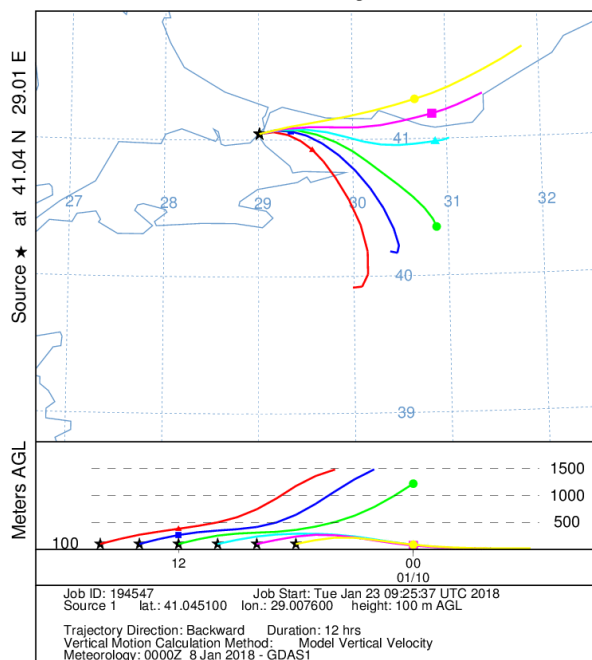 Source ★ at 41.04 N 29.01 E
41
27 28 29 30 31 32
40
39
Meters AGL
1500
1000
500
100
12 00
01/10
Job ID: 194547 Job Start: Tue Jan 23 09:25:37 UTC 2018
Source 1 lat.: 41.045100 lon.: 29.007600 height: 100 m AGL
Trajectory Direction: Backward Duration: 12 hrs
Vertical Motion Calculation Method: Model Vertical Velocity
Meteorology: 0000Z 8 Jan 2018 - GDAS1